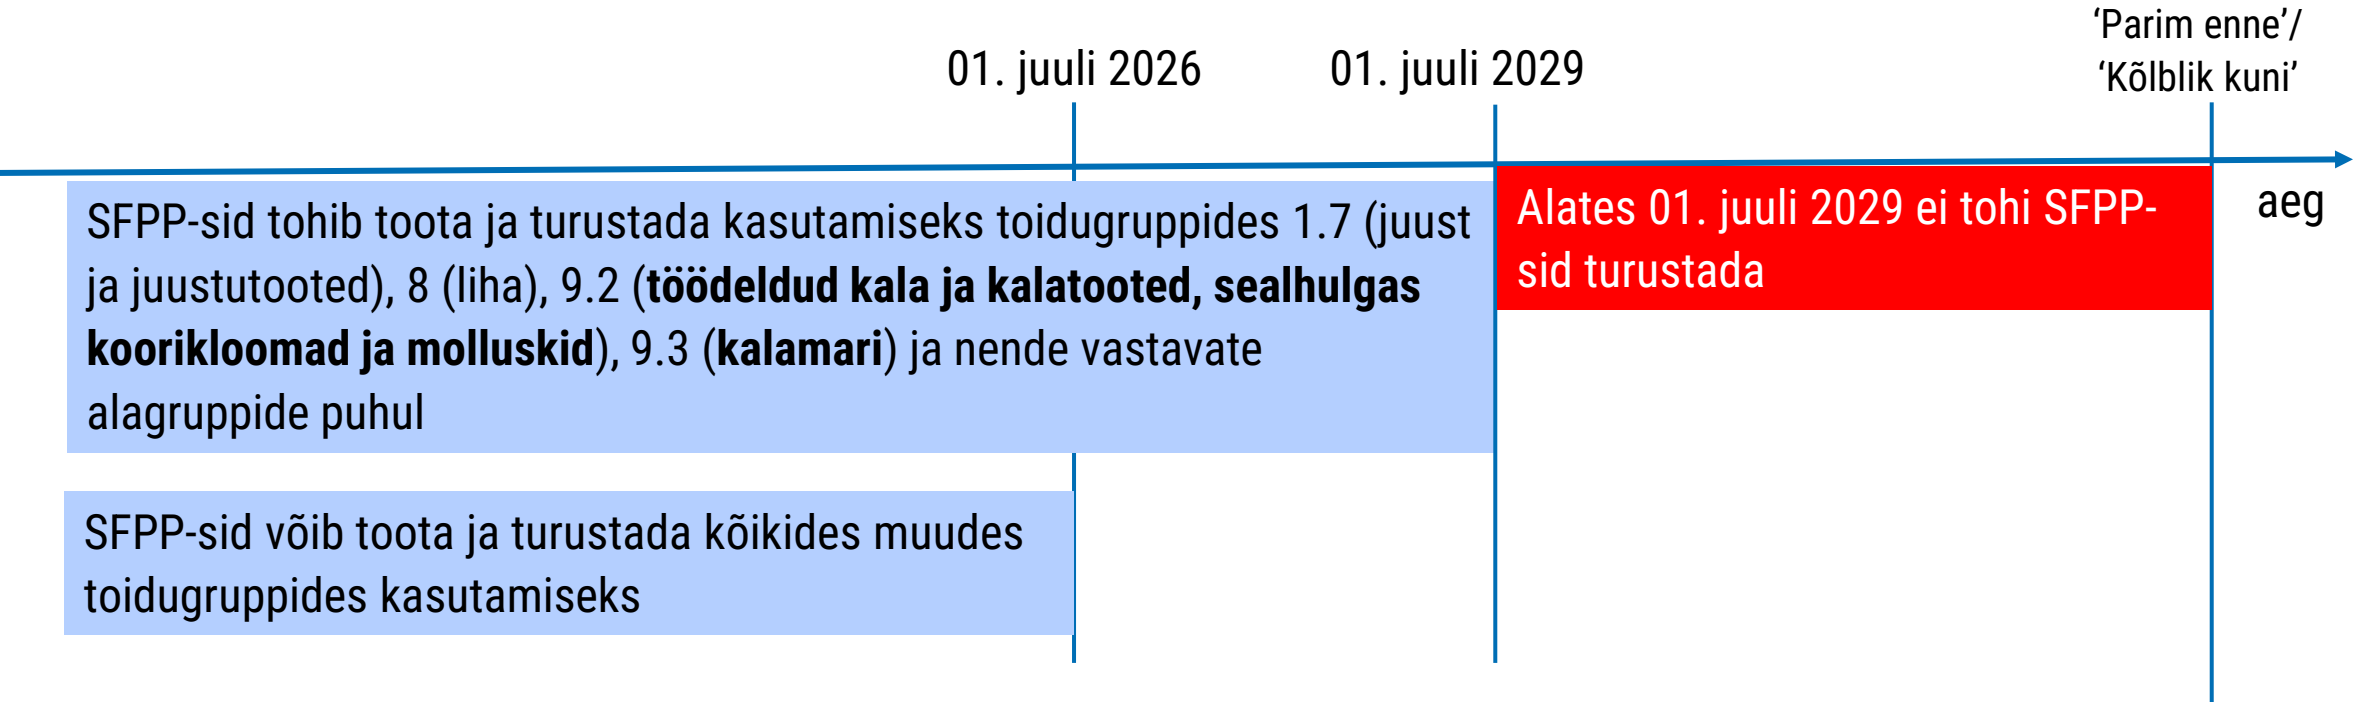 ‘Parim enne’/
‘Kõlblik kuni’
01. juuli 2026
01. juuli 2029
aeg
SFPP-sid tohib toota ja turustada kasutamiseks toidugruppides 1.7 (juust
ja juustutooted), 8 (liha), 9.2 (töödeldud kala ja kalatooted, sealhulgas
koorikloomad ja molluskid), 9.3 (kalamari) ja nende vastavate
alagruppide puhul
Alates 01. juuli 2029 ei tohi SFPP-
sid turustada
SFPP-sid võib toota ja turustada kõikides muudes
toidugruppides kasutamiseks